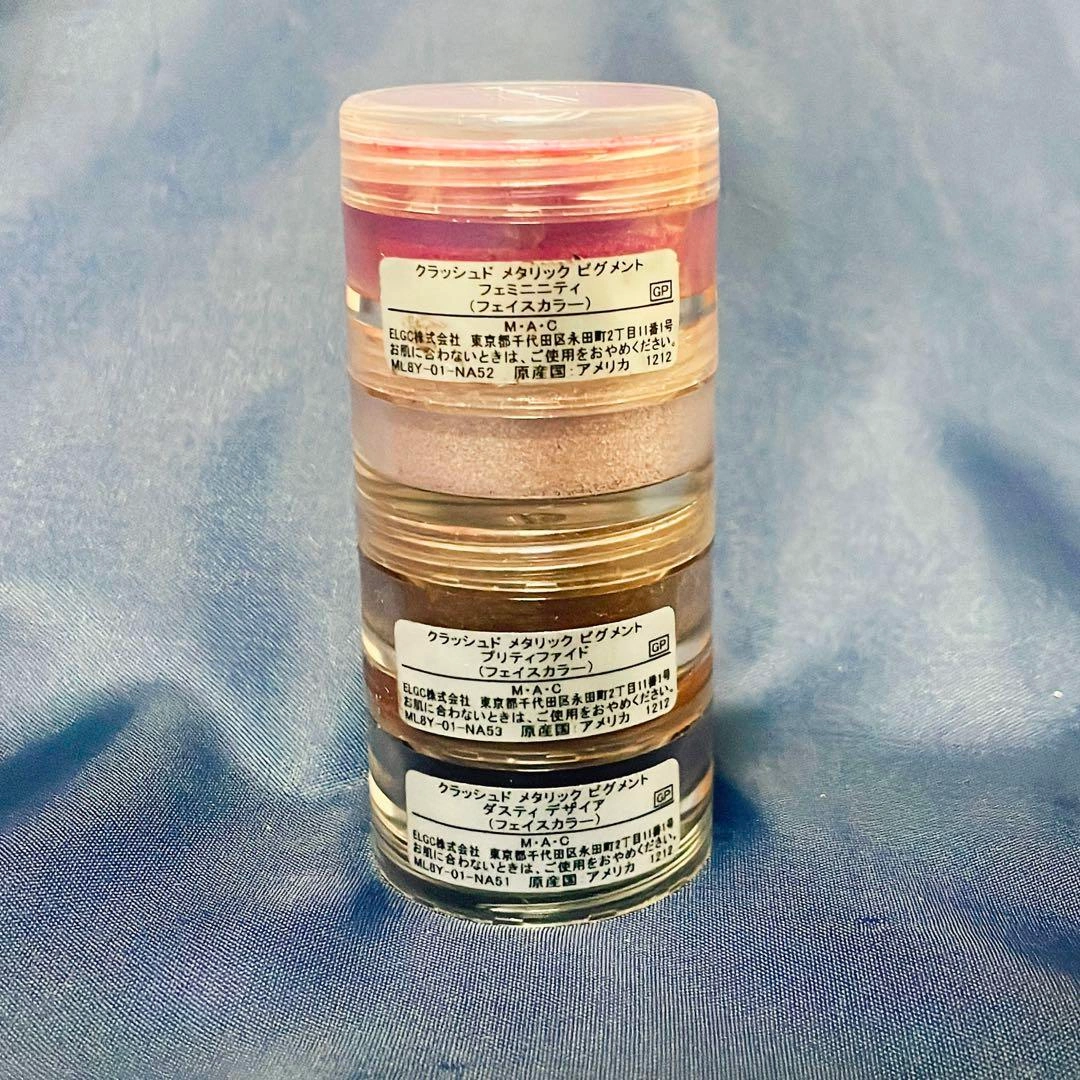 クラッシュド メタリック ピグメント
フェミニニティ
(フェイスカラー) GP
M・A・C
ELGC株式会社 東京都千代田区永田町2丁目11番1号
お肌に合わないときは、ご使用をおやめください。
ML8Y-01-NA52 原産国:アメリカ 1212
クラッシュド メタリック ピグメント
プリティファイド GP
(フェイスカラー)
M・A・C
ELGC株式会社 東京都千代田区永田町2丁目11番1号
お肌に合わないときは、ご使用をおやめください。
ML8Y-01-NA53 原産国:アメリカ 1212
クラッシュド メタリック ピグメント
ダスティ デザイア GP
(フェイスカラー)
M・A・C
ELGC株式会社 東京都千代田区永田町2丁目11番1号
お肌に合わないときは、ご使用をおやめください。
ML8Y-01-NA51 原産国:アメリカ 1212